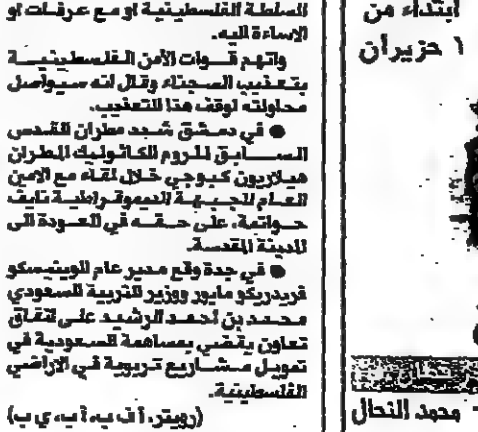 السلطة الفلسطينية او مع عرفات او
الاساءة اليه.
واتهم قوات الأمن الفلسطينية
بتعذيب السجناء وقال انه سيواصل
محاولته لوقف هذا التعذيب.
● في دمشق شدد مطران القدس
السابق للروم الكاثوليك المطران
هيلاريون كبوجي خلال لقاء مع الامين
العام للجبهة الديموقراطية نايف
حواتمة، على حقه في العودة الى
المدينة المقدسة.
● في جدة وقع مدير عام اليونيسكو
فريدريكو مايور ووزير التربية السعودي
محمد بن احمد الرشيد على اتفاق
تعاون يقضي بمساهمة السعودية في
تمويل مشاريع تربوية في الاراضي
الفلسطينية.
(رويتر، أ ف ب، أ ب، ي ب)
ابتداء من
١ حزيران
محمد النحال